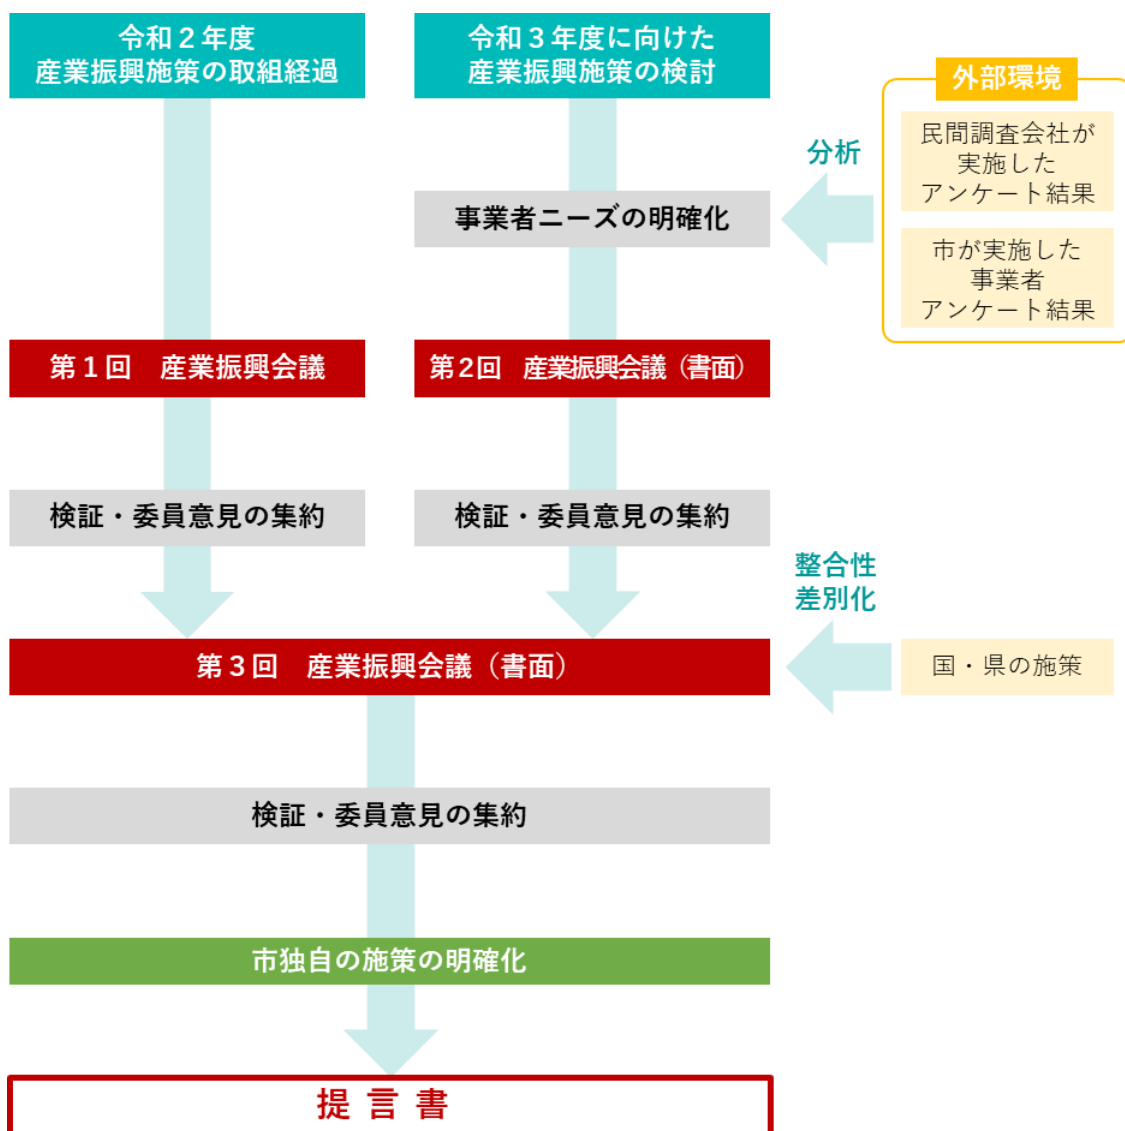 令和２年度
産業振興施策の取組経過
令和３年度に向けた
産業振興施策の検討
外部環境
民間調査会社が
実施した
アンケート結果
分析
事業者ニーズの明確化
市が実施した
事業者
アンケート結果
第１回　産業振興会議
第２回　産業振興会議（書面）
検証・委員意見の集約
検証・委員意見の集約
整合性
差別化
第３回　産業振興会議（書面）
国・県の施策
検証・委員意見の集約
市独自の施策の明確化
提 言 書